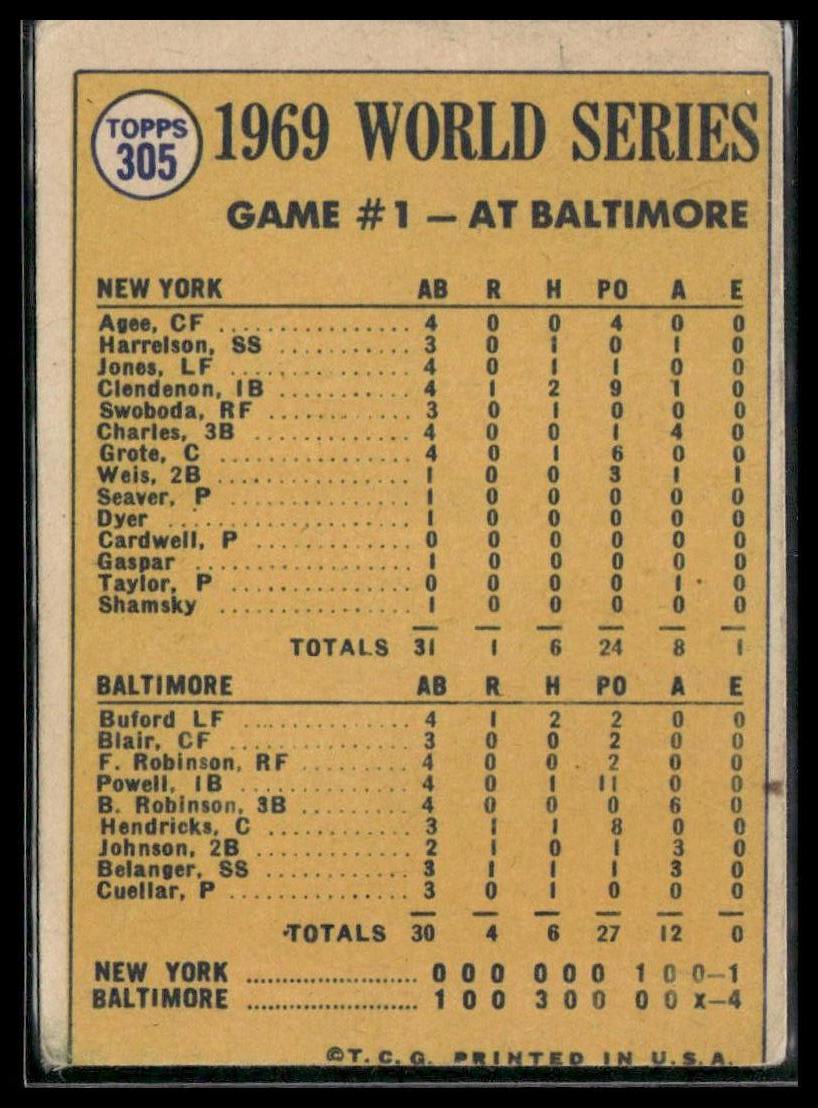 TOPPS
305
1969 WORLD SERIES
GAME #1 — AT BALTIMORE
NEW YORK AB R H PO A E
Agee, CF ................ 4 0 0 4 0 0
Harrelson, SS ........... 3 0 1 0 1 0
Jones, LF ............... 4 0 1 1 0 0
Clendenon, 1B ........... 4 1 2 9 1 0
Swoboda, RF ............ 3 0 1 0 0 0
Charles, 3B ............. 4 0 0 1 4 0
Grote, C ................ 4 0 1 6 0 0
Weis, 2B ................ 1 0 0 3 1 1
Seaver, P ............... 1 0 0 0 0 0
Dyer .................... 1 0 0 0 0 0
Cardwell, P ............. 0 0 0 0 0 0
Gaspar .................. 1 0 0 0 0 0
Taylor, P ............... 0 0 0 0 1 0
Shamsky ................ 1 0 0 0 0 0
TOTALS 31 1 6 24 8 1
BALTIMORE AB R H PO A E
Buford LF .............. 4 1 2 2 0 0
Blair, CF ............... 3 0 0 2 0 0
F. Robinson, RF ......... 4 0 0 2 0 0
Powell, 1B .............. 4 0 1 11 0 0
B. Robinson, 3B ......... 4 0 0 0 6 0
Hendricks, C ............ 3 1 1 8 0 0
Johnson, 2B ............. 2 1 0 1 3 0
Belanger, SS ............ 3 1 1 1 3 0
Cuellar, P .............. 3 0 1 0 0 0
TOTALS 30 4 6 27 12 0
NEW YORK ........................ 0 0 0 0 0 0 1 0 0—1
BALTIMORE ........................ 1 0 0 3 0 0 0 0 x—4
©T. C. G. PRINTED IN U.S.A.